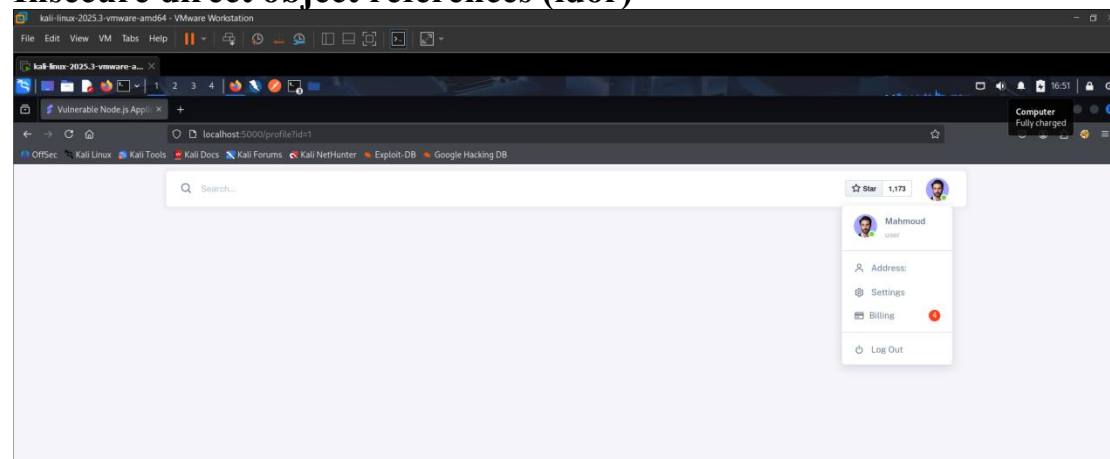 Insecure direct object references (idor)
kali-linux-2025.3-vmware-amd64 - VMware Workstation
File Edit View VM Tabs Help
kali-linux-2025.3-vmware-a...
1 2 3 4
16:51
Vulnerable Node.js Applic
Computer
Fully charged
localhost:5000/profile?id=1
OffSec Kali Linux Kali Tools Kali Docs Kali Forums Kali NetHunter Exploit-DB Google Hacking DB
Search...
Star 1,173
Mahmoud
user
Address:
Settings
Billing 4
Log Out